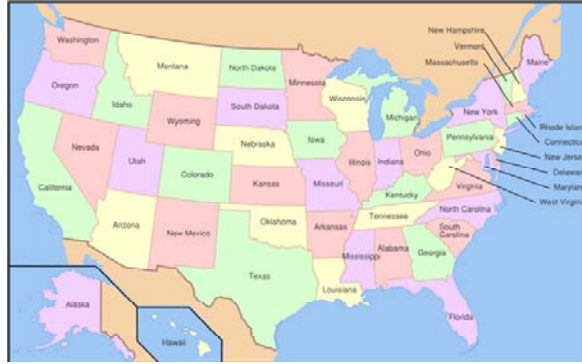 New Hampshire
Vermont
Massachusetts
Washington
Montana
North Dakota
Minnesota
Maine
Oregon
Idaho
Wyoming
South Dakota
Wisconsin
Michigan
New York
Rhode Islan
Connecticu
New Jerse
Delawar
Marylan
West Virgini
Nevada
Utah
Colorado
Nebraska
Iowa
Illinois
Indiana
Ohio
Pennsylvania
California
Kansas
Missouri
Kentucky
Virginia
Arizona
New Mexico
Oklahoma
Arkansas
Tennessee
North Carolina
Texas
Louisiana
Mississippi
Alabama
Georgia
South
Carolina
Florida
Alaska
Hawaii